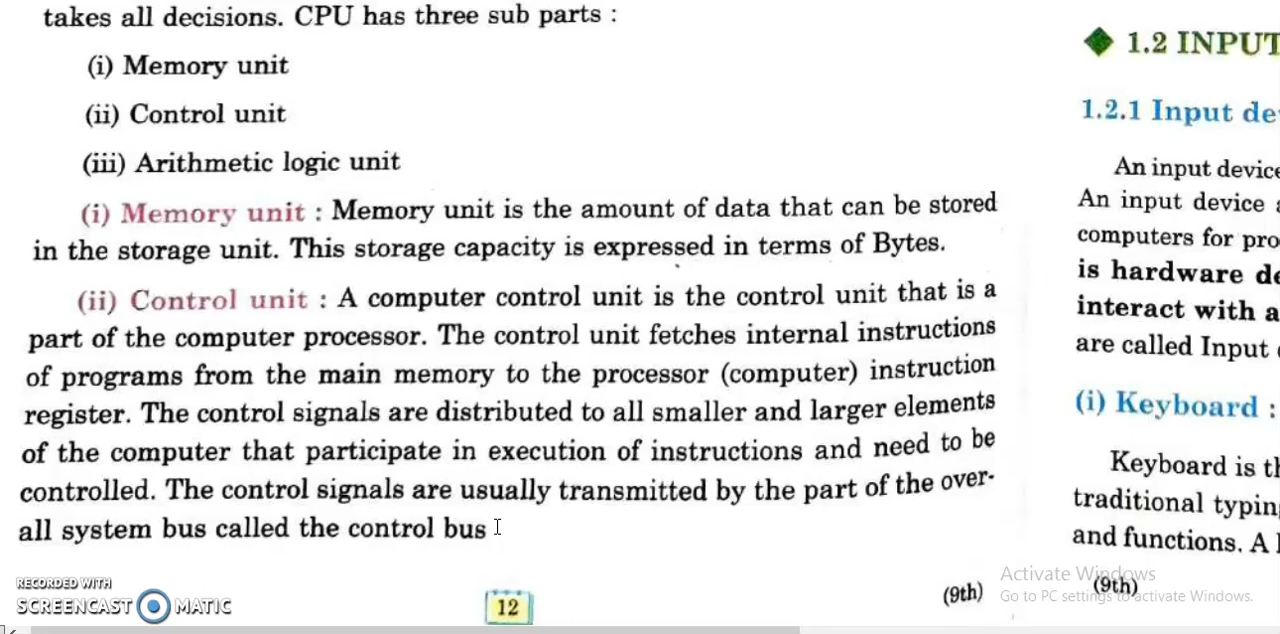 takes all decisions. CPU has three sub parts :
(i) Memory unit
(ii) Control unit
(iii) Arithmetic logic unit
(i) Memory unit : Memory unit is the amount of data that can be stored
in the storage unit. This storage capacity is expressed in terms of Bytes.
(ii) Control unit : A computer control unit is the control unit that is a
part of the computer processor. The control unit fetches internal instructions
of programs from the main memory to the processor (computer) instruction
register. The control signals are distributed to all smaller and larger elements
of the computer that participate in execution of instructions and need to be
controlled. The control signals are usually transmitted by the part of the over-
all system bus called the control bus
12
(9th)
1.2 INPUT
1.2.1 Input de
An input device
An input device
computers for pro
is hardware de
interact with a
are called Input
(i) Keyboard :
Keyboard is th
traditional typing
and functions. A
(9th)
Activate Windows
Go to PC settings to activate Windows.
RECORDED WITH
SCREENCAST MATIC